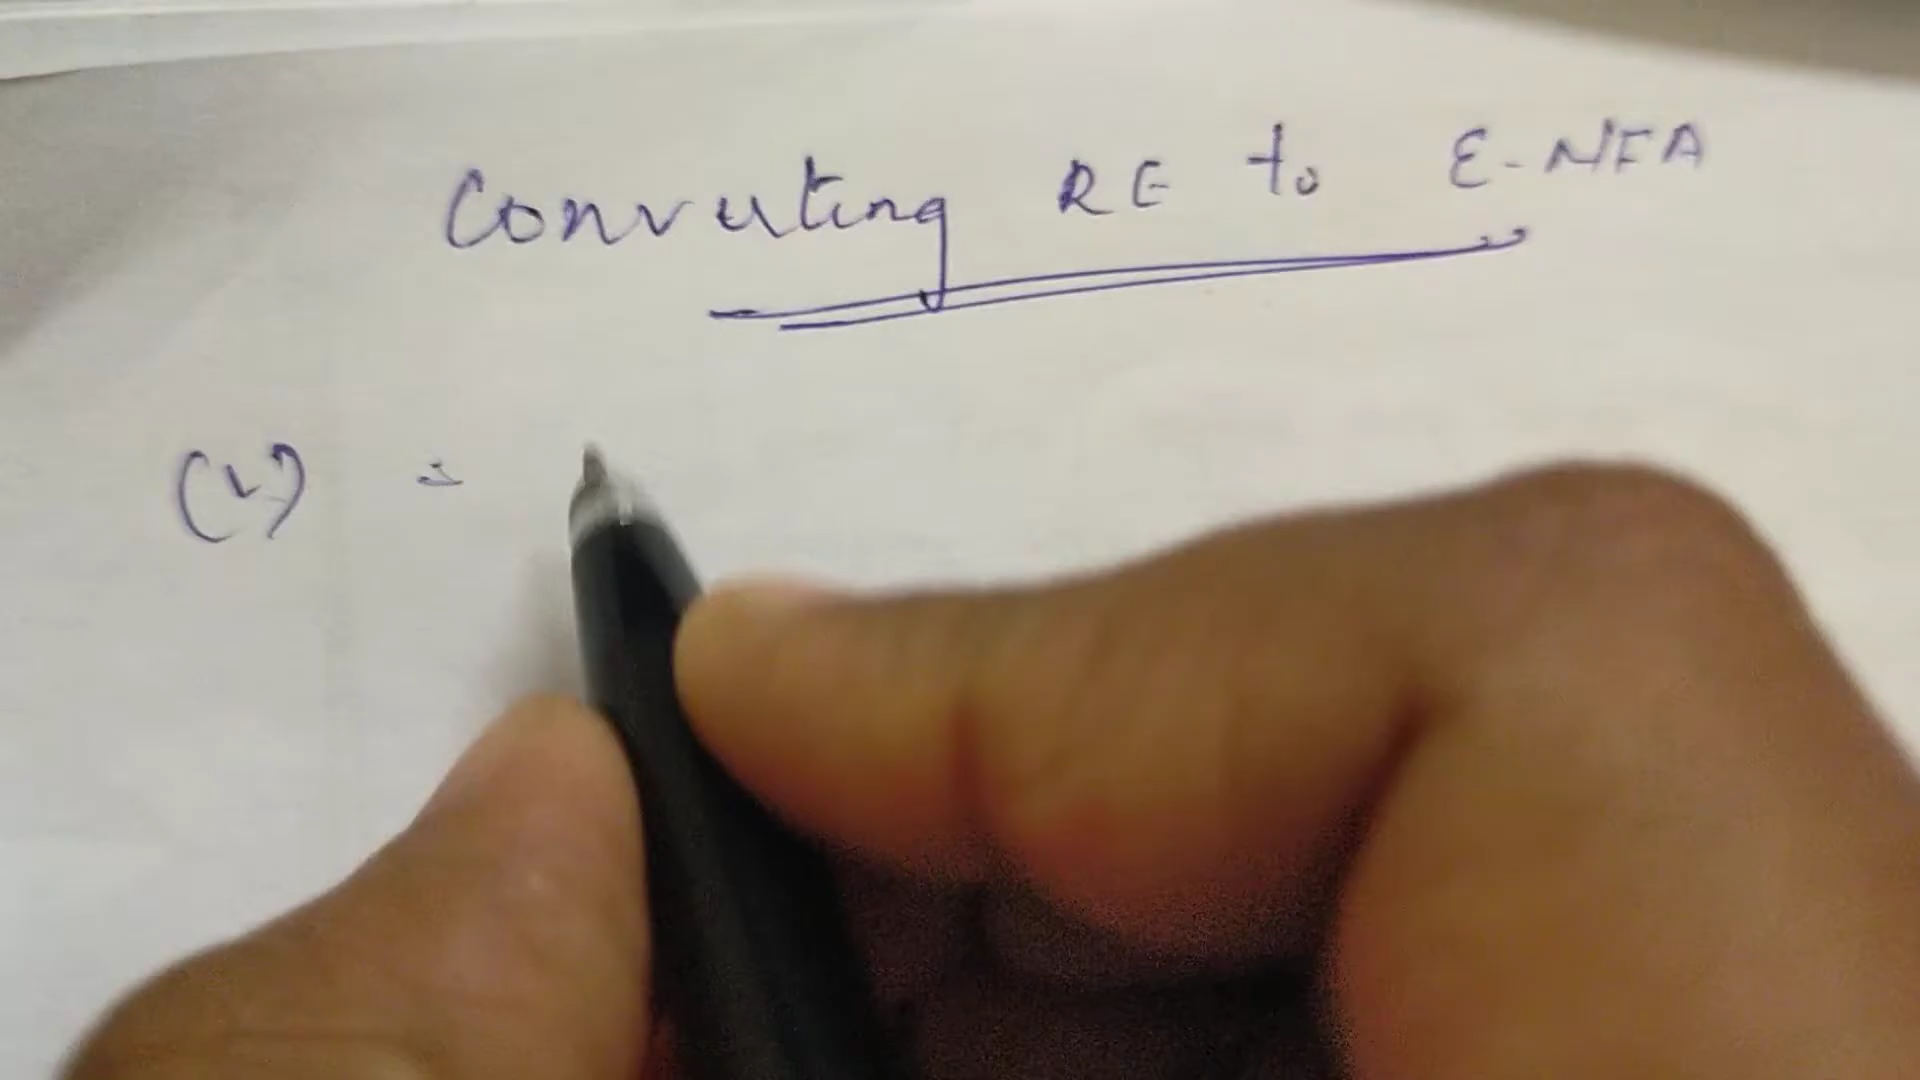 Converting RE to ε-NFA
(r) =